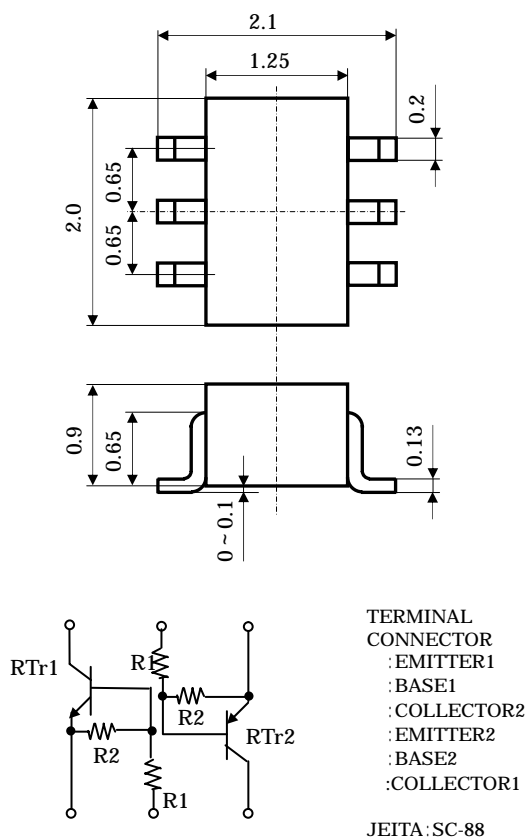 2.1
1.25
0.2
2.0
0.65
0.65
0.9
0.65
0.13
0～0.1
RTr1
R1
R2
R2
RTr2
R1
TERMINAL
CONNECTOR
:EMITTER1
:BASE1
:COLLECTOR2
:EMITTER2
:BASE2
:COLLECTOR1
JEITA:SC-88